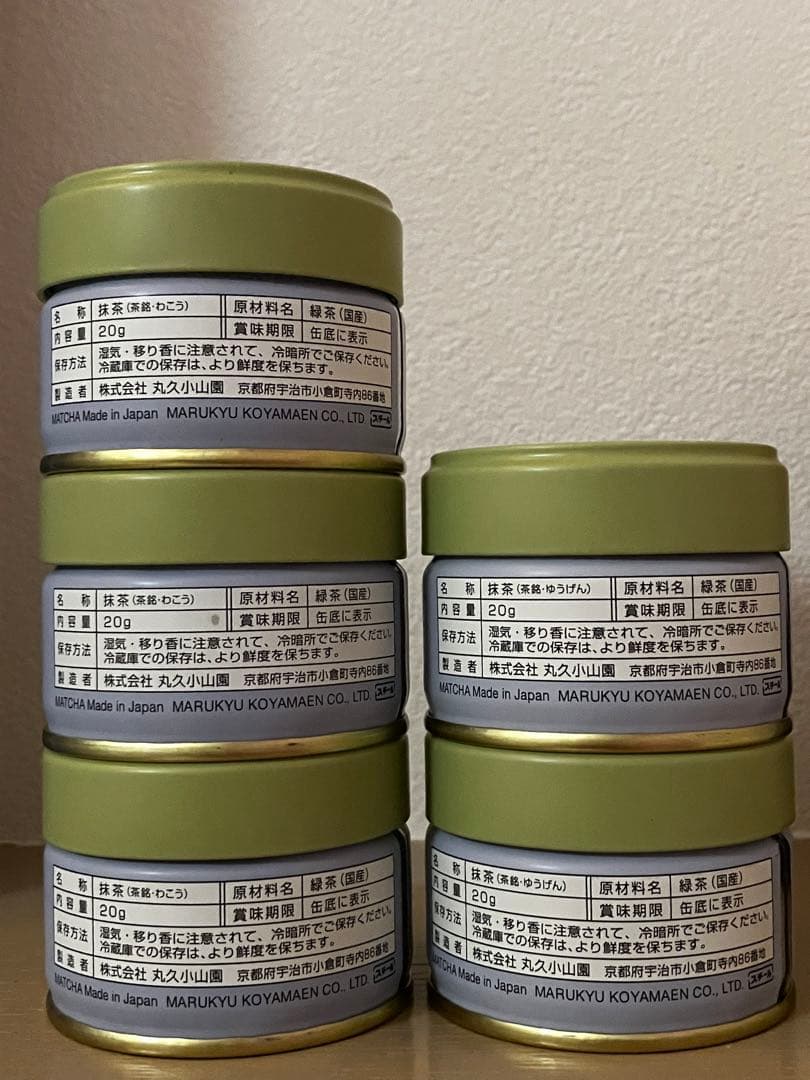 名 称 抹茶(茶銘・わこう) 原材料名 緑茶(国産)
内容量 20g 賞味期限 缶底に表示
保存方法 湿気・移り香に注意されて、冷暗所でご保存ください。
冷蔵庫での保存は、より鮮度を保ちます。
製造者 株式会社 丸久小山園 京都府宇治市小倉町寺内86番地
MATCHA Made in Japan MARUKYU KOYAMAEN CO., LTD. スチール
名 称 抹茶(茶銘・わこう) 原材料名 緑茶(国産)
内容量 20g 賞味期限 缶底に表示
保存方法 湿気・移り香に注意されて、冷暗所でご保存ください。
冷蔵庫での保存は、より鮮度を保ちます。
製造者 株式会社 丸久小山園 京都府宇治市小倉町寺内86番地
MATCHA Made in Japan MARUKYU KOYAMAEN CO., LTD. スチール
名 称 抹茶(茶銘・わこう) 原材料名 緑茶(国産)
内容量 20g 賞味期限 缶底に表示
保存方法 湿気・移り香に注意されて、冷暗所でご保存ください。
冷蔵庫での保存は、より鮮度を保ちます。
製造者 株式会社 丸久小山園 京都府宇治市小倉町寺内86番地
MATCHA Made in Japan MARUKYU KOYAMAEN CO., LTD. スチール
名 称 抹茶(茶銘・ゆうげん) 原材料名 緑茶(国産)
内容量 20g 賞味期限 缶底に表示
保存方法 湿気・移り香に注意されて、冷暗所でご保存ください。
冷蔵庫での保存は、より鮮度を保ちます。
製造者 株式会社 丸久小山園 京都府宇治市小倉町寺内86番地
MATCHA Made in Japan MARUKYU KOYAMAEN CO., LTD. スチール
名 称 抹茶(茶銘・ゆうげん) 原材料名 緑茶(国産)
内容量 20g 賞味期限 缶底に表示
保存方法 湿気・移り香に注意されて、冷暗所でご保存ください。
冷蔵庫での保存は、より鮮度を保ちます。
製造者 株式会社 丸久小山園 京都府宇治市小倉町寺内86番地
MATCHA Made in Japan MARUKYU KOYAMAEN CO., LTD. スチール